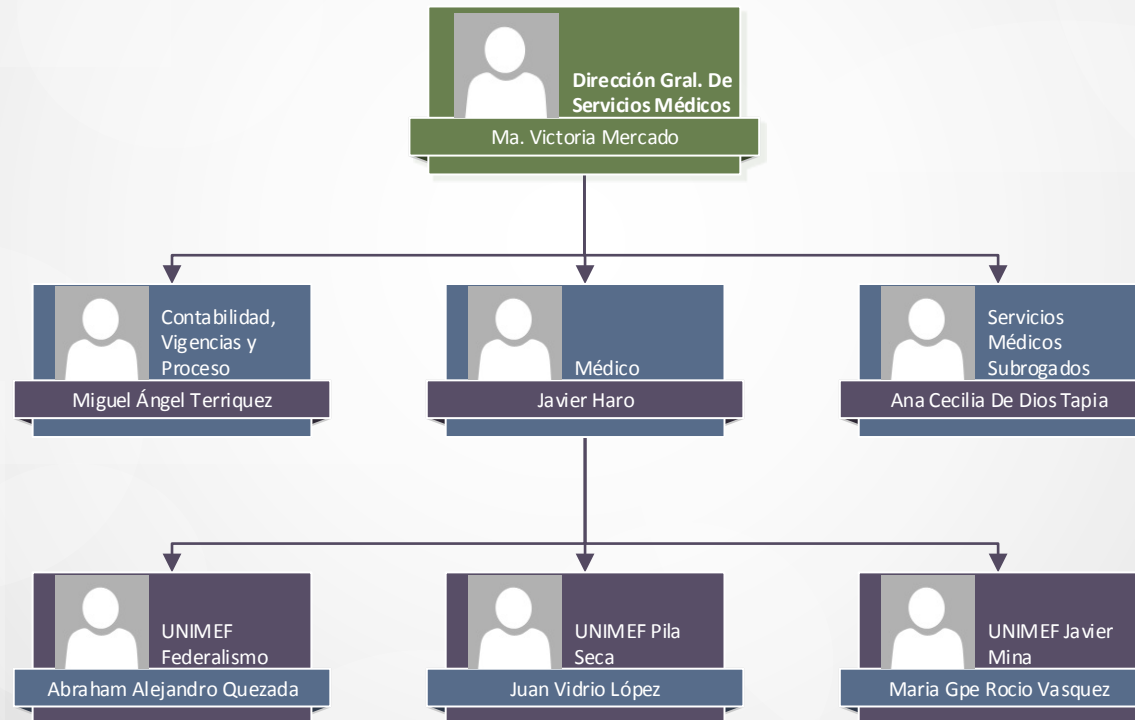 Dirección Gral. De
Servicios Médicos
Ma. Victoria Mercado
Contabilidad,
Vigencias y
Proceso
Miguel Ángel Terriquez
Médico
Javier Haro
Servicios
Médicos
Subrogados
Ana Cecilia De Dios Tapia
UNIMEF
Federalismo
Abraham Alejandro Quezada
UNIMEF Pila
Seca
Juan Vidrio López
UNIMEF Javier
Mina
Maria Gpe Rocio Vasquez